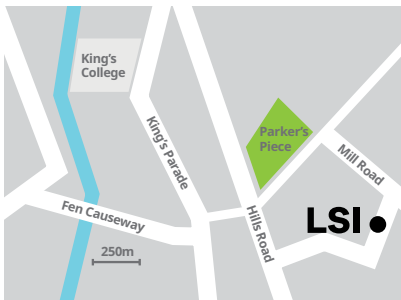 King's
College
King's Parade
Parker's
Piece
Mill Road
Fen Causeway
Hills Road
LSI
250m